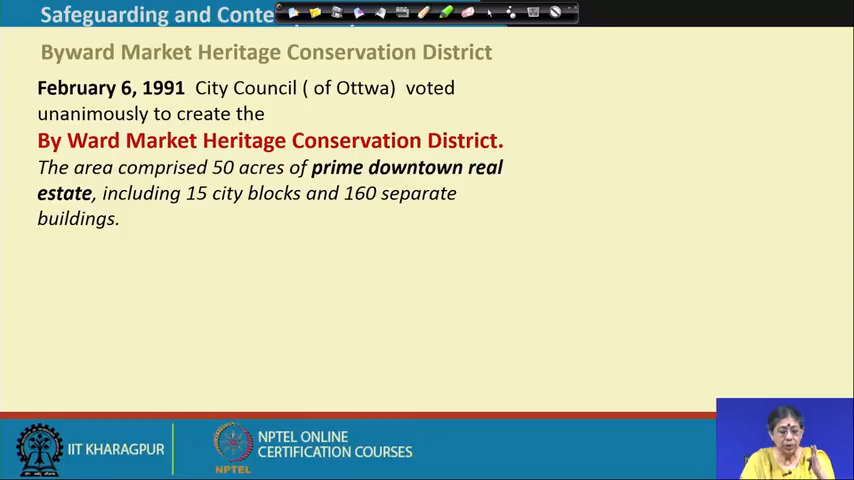 Safeguarding and Conte
Byward Market Heritage Conservation District
February 6, 1991 City Council ( of Ottwa) voted
unanimously to create the
By Ward Market Heritage Conservation District.
The area comprised 50 acres of prime downtown real
estate, including 15 city blocks and 160 separate
buildings.
IIT KHARAGPUR
NPTEL
NPTEL ONLINE
CERTIFICATION COURSES